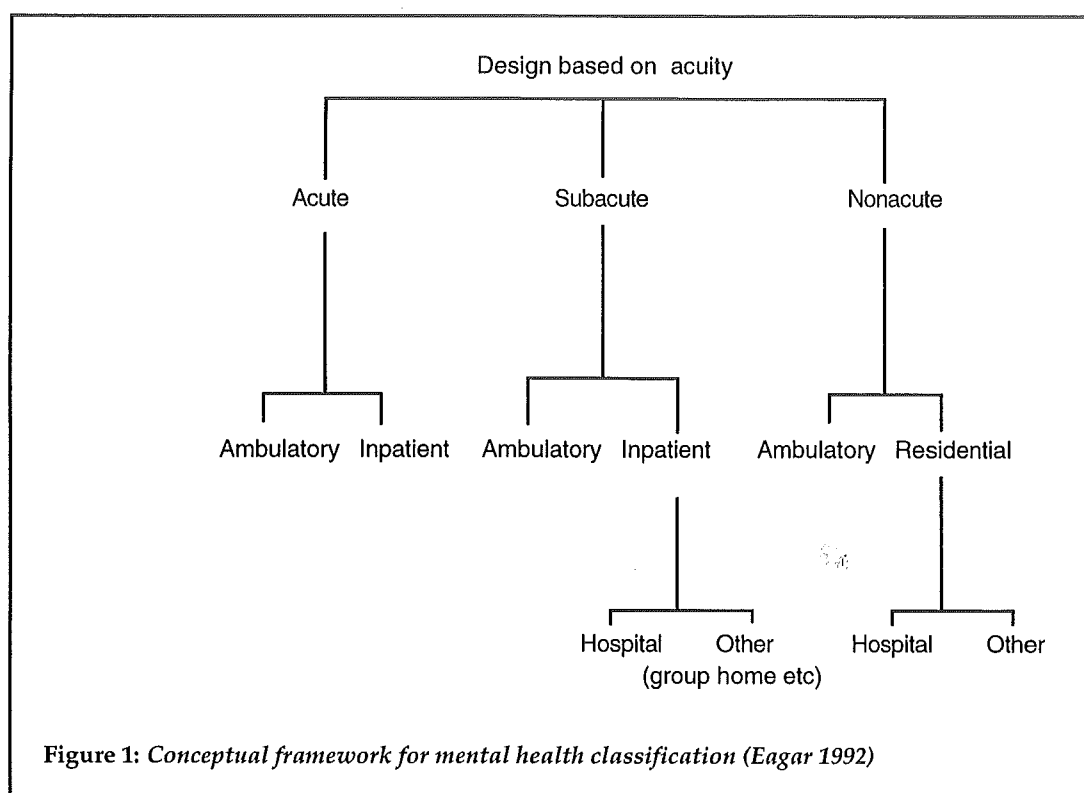 Design based on acuity
Acute Subacute Nonacute
Ambulatory Inpatient Ambulatory Inpatient Ambulatory Residential
Hospital Other Hospital Other
(group home etc)
Figure 1: Conceptual framework for mental health classification (Eagar 1992)